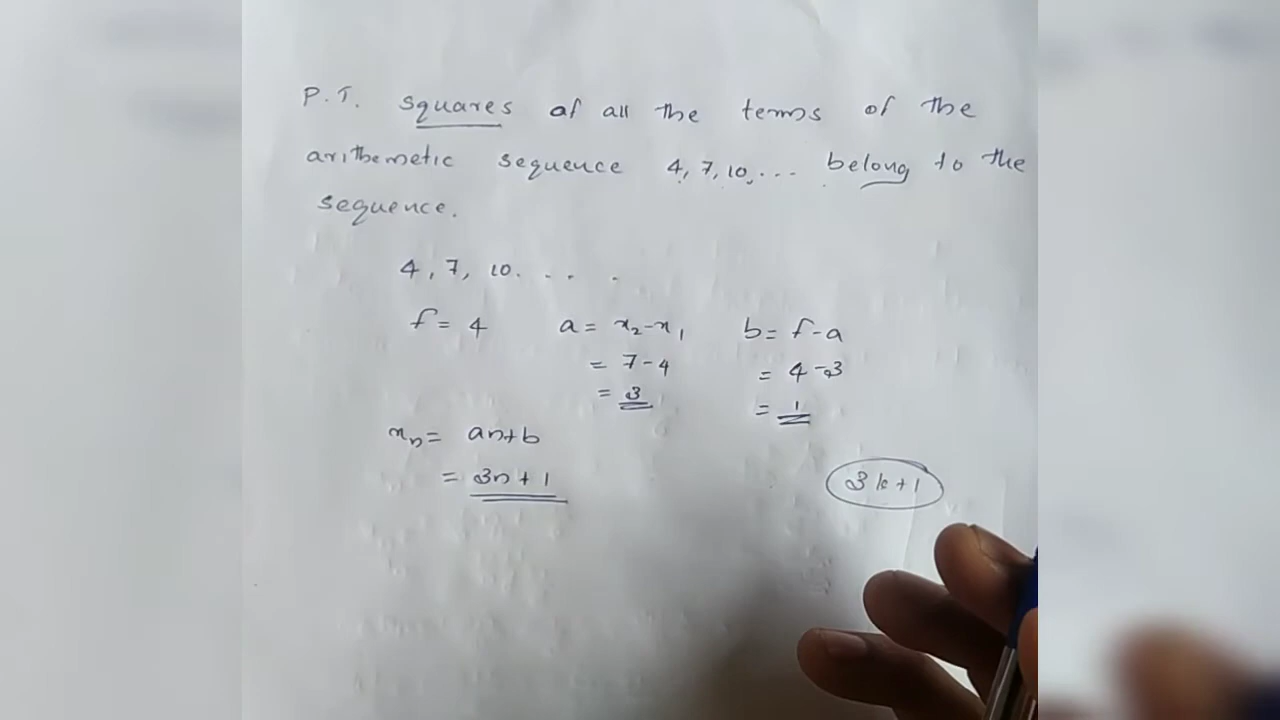 P.T. squares of all the terms of the
arithemetic sequence 4, 7, 10, ... belong to the
sequence.
4, 7, 10. . . .
f = 4 a = x₂-x₁ b = f-a
= 7-4 = 4-3
= 3 = 1
xₙ = an+b
= 3n+1 3k+1